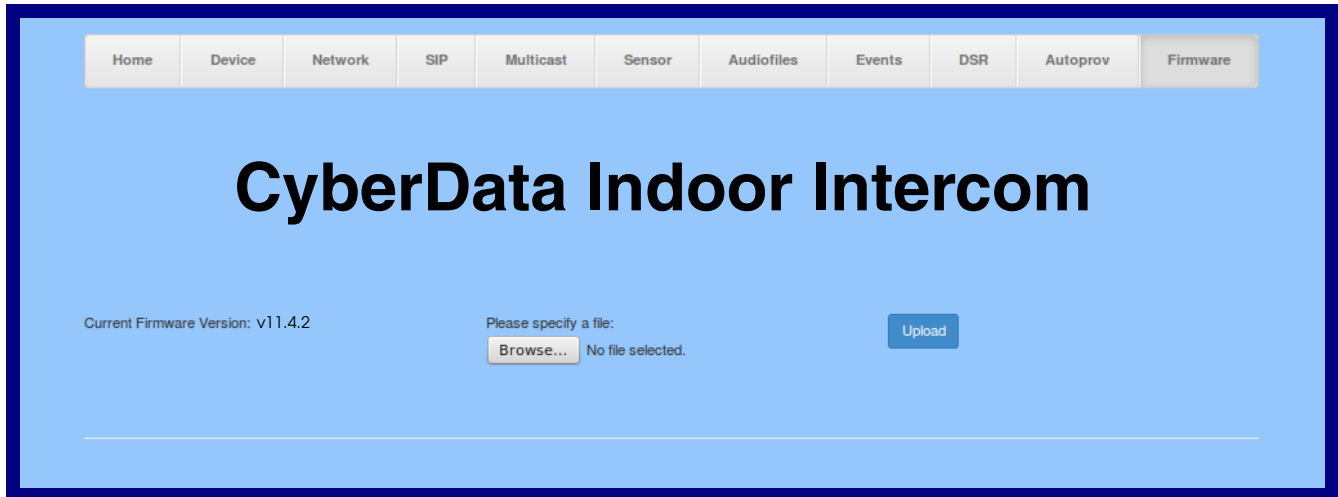 Home Device Network SIP Multicast Sensor Audiofiles Events DSR Autoprov Firmware
CyberData Indoor Intercom
Current Firmware Version: v11.4.2 Please specify a file: Upload
Browse... No file selected.